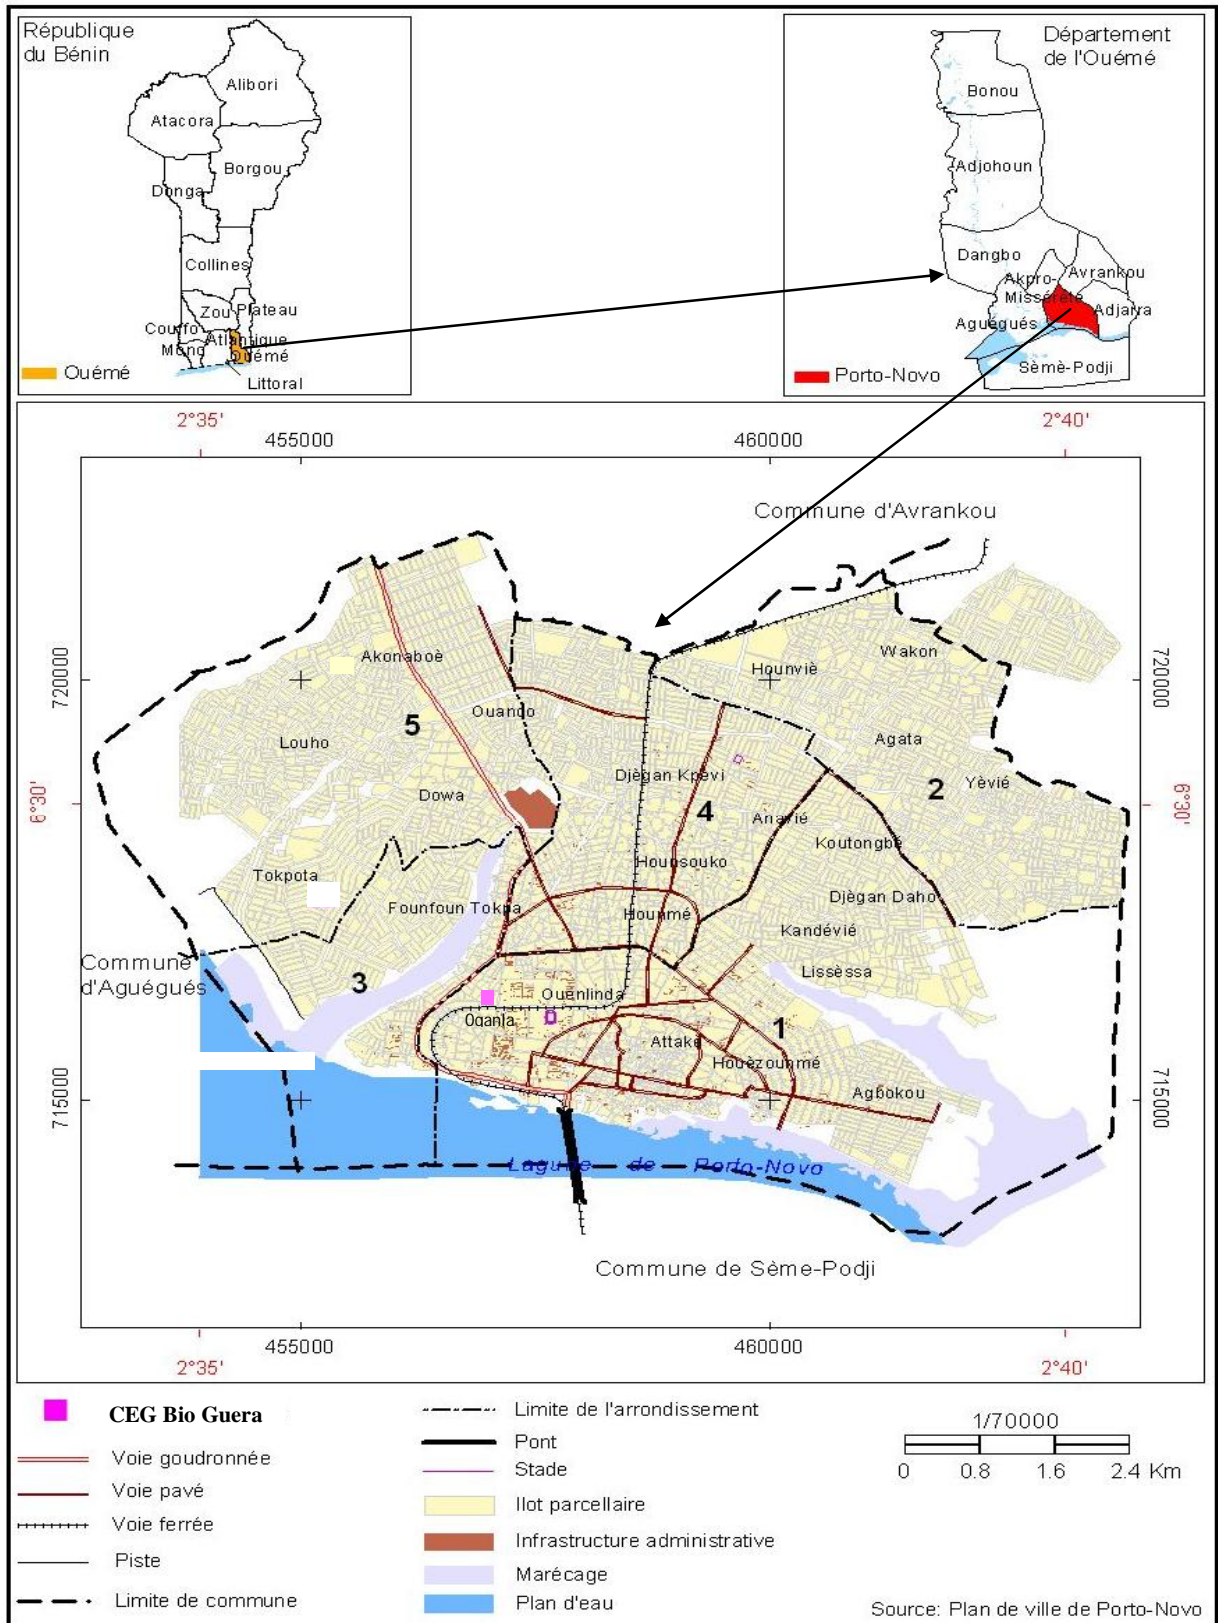 République
du Bénin
Alibori
Atacora
Borgou
Donga
Collines
Zou
Plateau
Couffo
Atlantique
Mono
Ouémé
Littoral
Ouémé
Département
de l'Ouémé
Bonou
Adjohoun
Dangbo
Akpro-
Missérété
Avrankou
Adjarra
Aguégués
Sèmè-Podji
Porto-Novo
2°35'
455000
460000
2°40'
Commune d'Avrankou
720000
720000
Akonaboè
Hounviè
Wakon
5
Ouando
Louho
Agata
Djègan Kpévi
Yèvié
2
6°30'
6°30'
Dowa
4
Anavié
Koutongbé
Hounsouko
Tokpota
Founfoun Tokpa
Hounmé
Djègan Daho
Kandévié
Commune
d'Aguégués
3
Lissèssa
Ouenlinda
Oganla
1
Attaké
Houèzounmé
Agbokou
715000
715000
Lagune de Porto-Novo
Commune de Sème-Podji
455000
460000
2°35'
2°40'
CEG Bio Guera
Voie goudronnée
Voie pavé
Voie ferrée
Piste
Limite de commune
Limite de l'arrondissement
Pont
Stade
Ilot parcellaire
Infrastructure administrative
Marécage
Plan d'eau
1/70000
0 0.8 1.6 2.4 Km
Source: Plan de ville de Porto-Novo